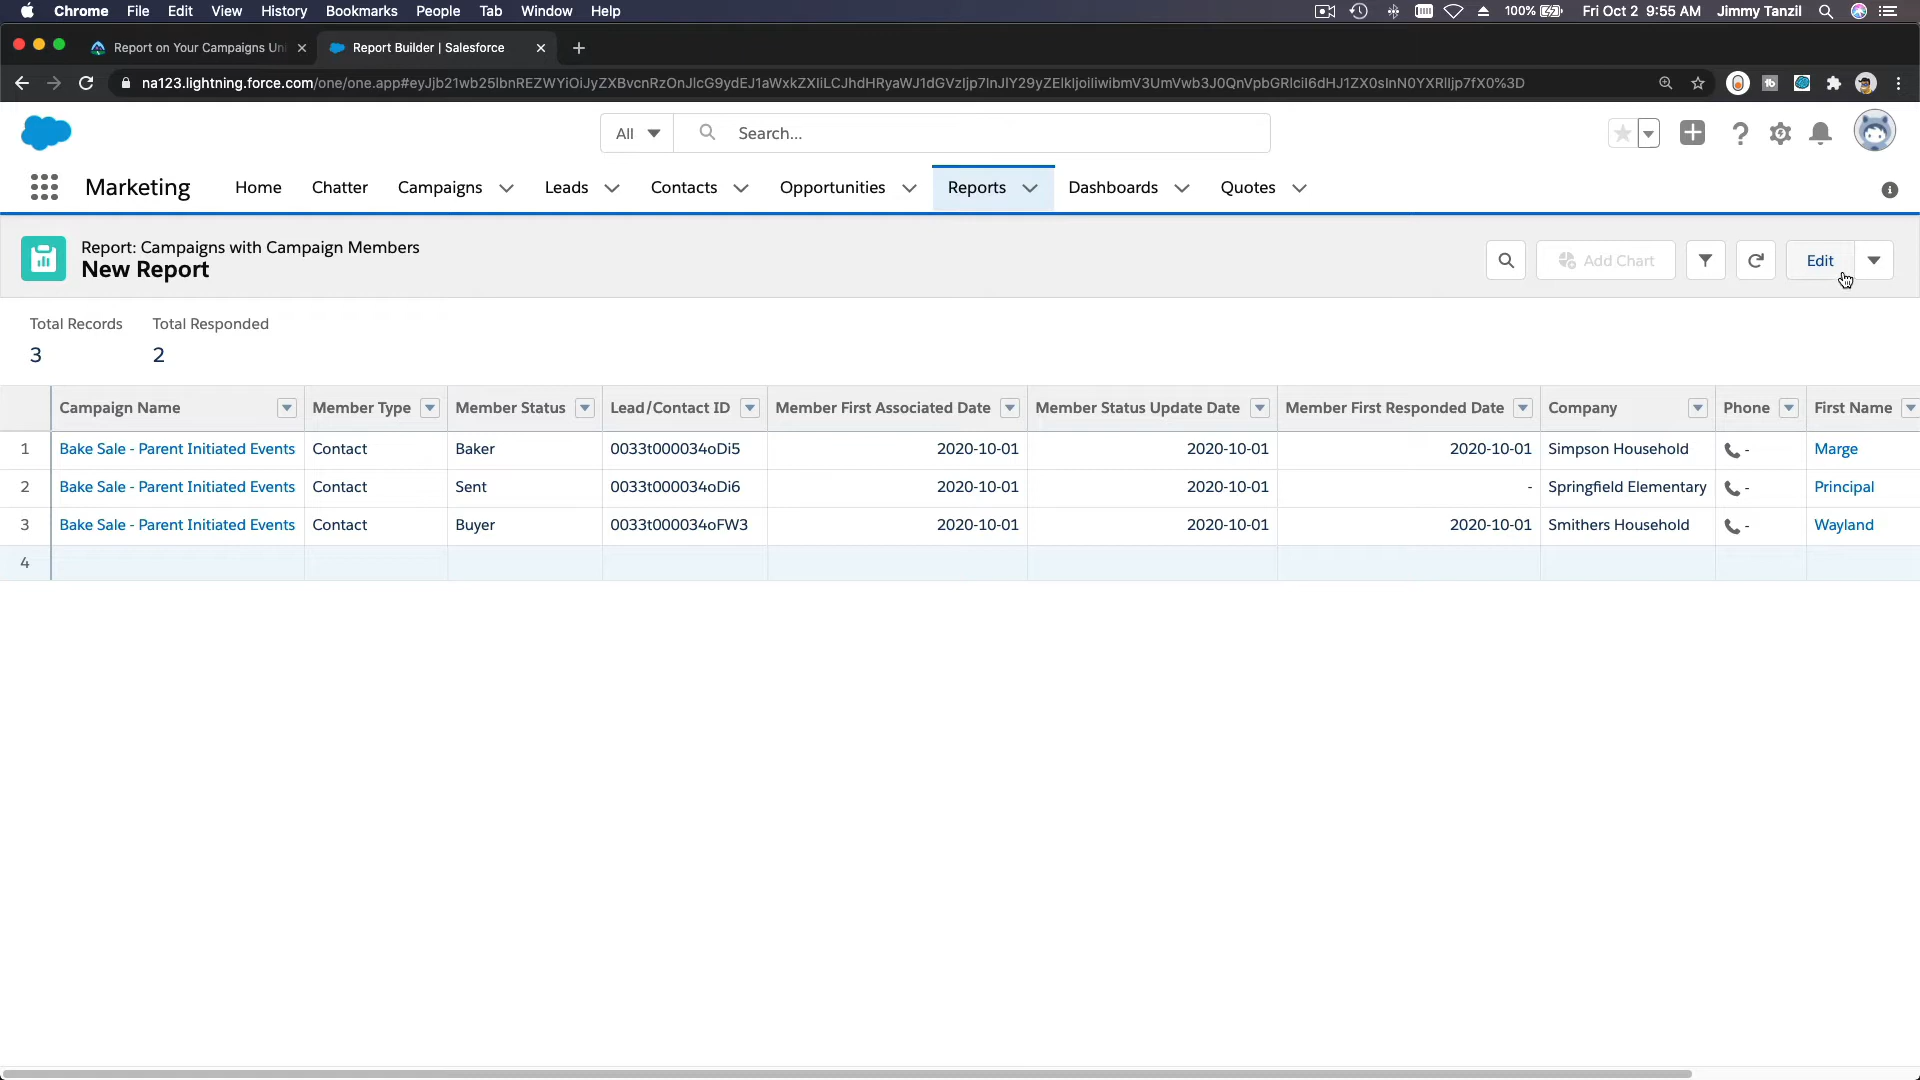 Chrome File Edit View History Bookmarks People Tab Window Help 100% Fri Oct 2 9:55 AM Jimmy Tanzil
Report on Your Campaigns Uni Report Builder | Salesforce
na123.lightning.force.com
All Search...
Marketing Home Chatter Campaigns Leads Contacts Opportunities Reports Dashboards Quotes
Report: Campaigns with Campaign Members
New Report
Add Chart Edit
Total Records Total Responded
3 2
Campaign Name Member Type Member Status Lead/Contact ID Member First Associated Date Member Status Update Date Member First Responded Date Company Phone First Name
1 Bake Sale - Parent Initiated Events Contact Baker 0033t000034oDi5 2020-10-01 2020-10-01 2020-10-01 Simpson Household - Marge
2 Bake Sale - Parent Initiated Events Contact Sent 0033t000034oDi6 2020-10-01 2020-10-01 - Springfield Elementary - Principal
3 Bake Sale - Parent Initiated Events Contact Buyer 0033t000034oFW3 2020-10-01 2020-10-01 2020-10-01 Smithers Household - Wayland
4